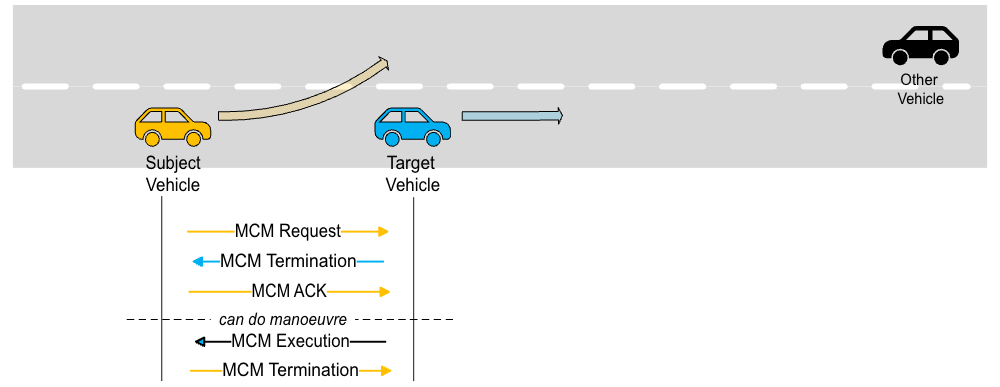 Other
Vehicle
Subject
Vehicle
Target
Vehicle
MCM Request
MCM Termination
MCM ACK
can do manoeuvre
MCM Execution
MCM Termination